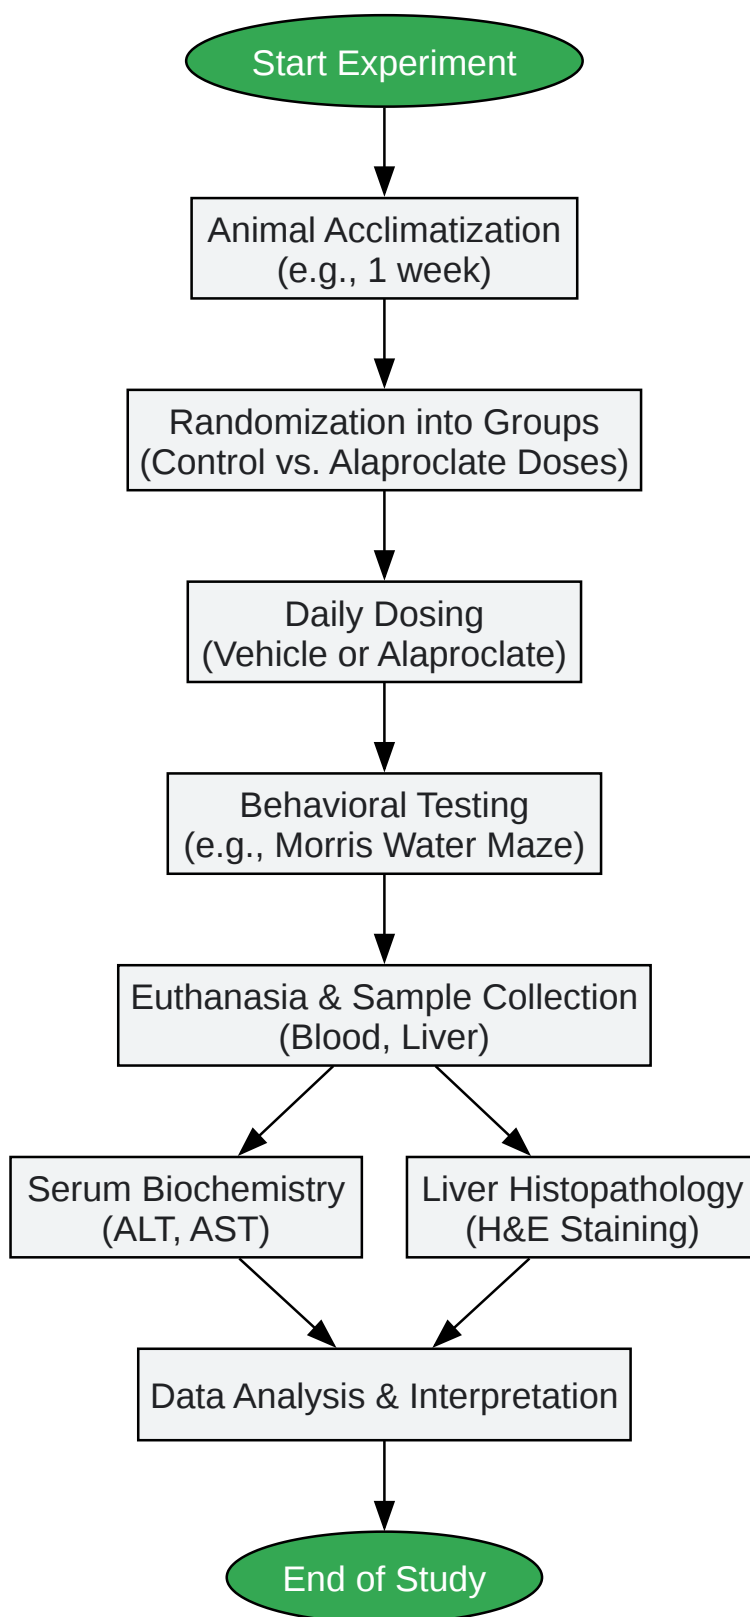 Start Experiment
Animal Acclimatization
(e.g., 1 week)
Randomization into Groups
(Control vs. Alaproclate Doses)
Daily Dosing
(Vehicle or Alaproclate)
Behavioral Testing
(e.g., Morris Water Maze)
Euthanasia & Sample Collection
(Blood, Liver)
Serum Biochemistry
(ALT, AST)
Liver Histopathology
(H&E Staining)
Data Analysis & Interpretation
End of Study